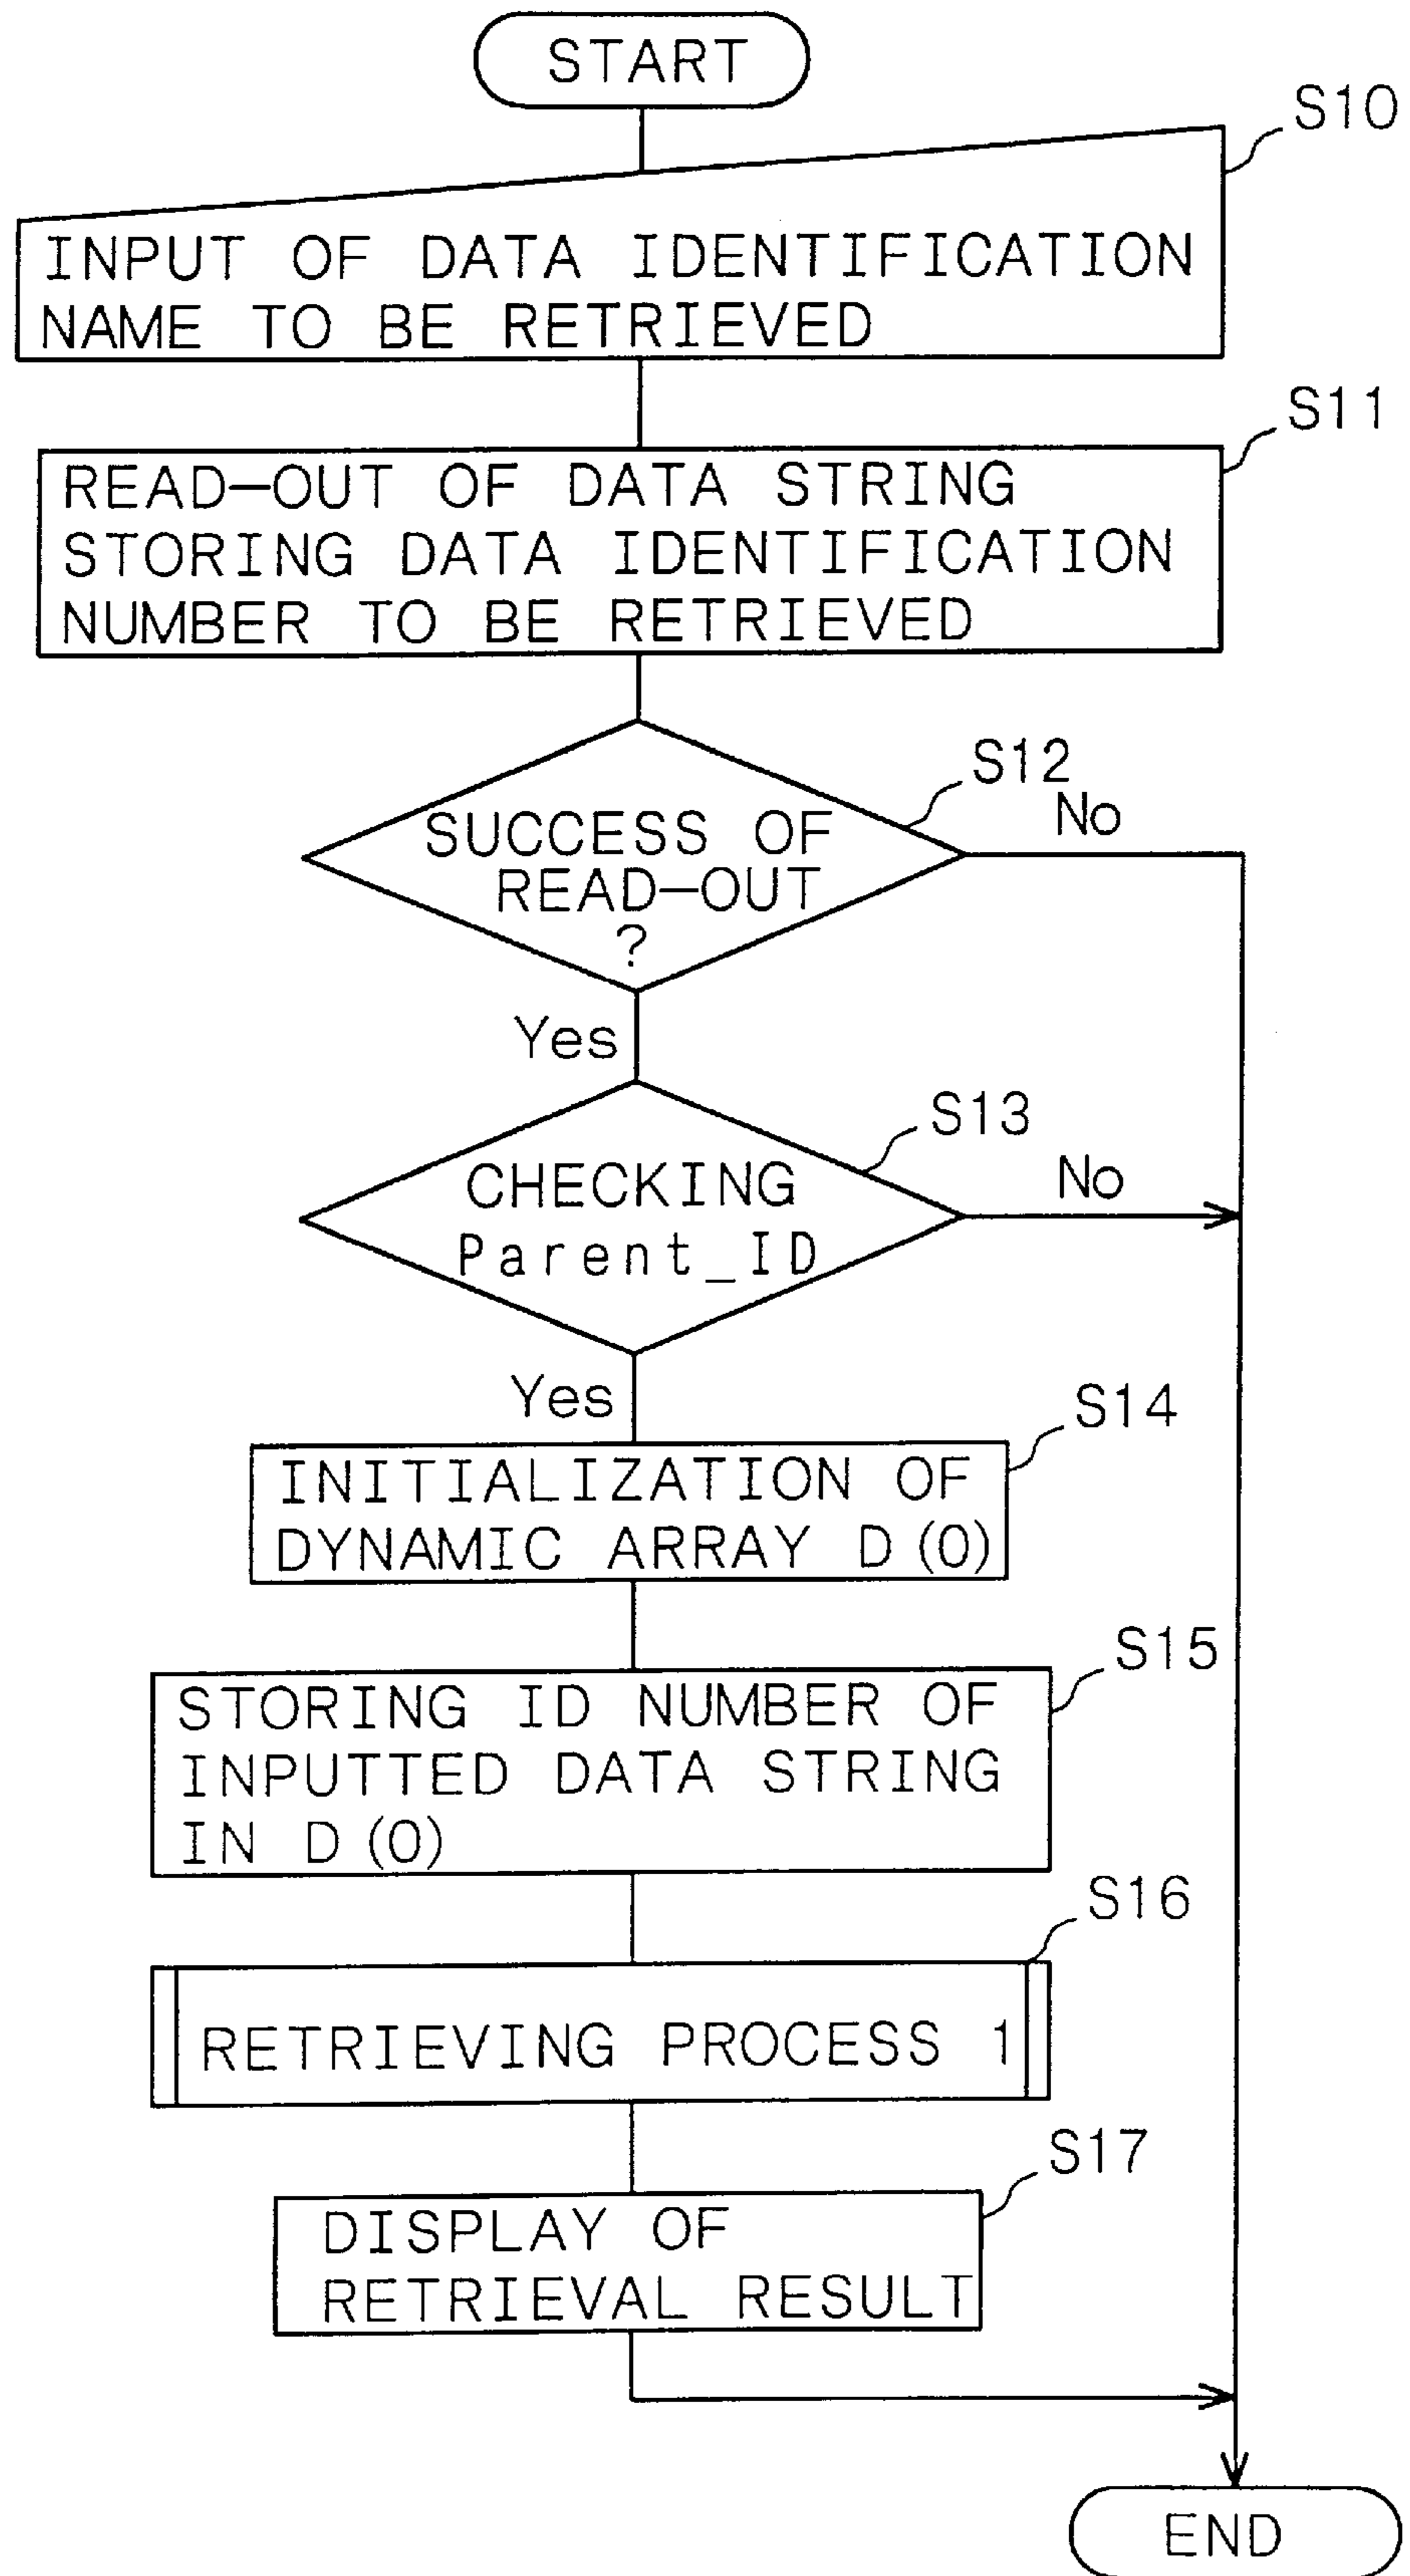 START
S10
INPUT OF DATA IDENTIFICATION
NAME TO BE RETRIEVED
S11
READ-OUT OF DATA STRING
STORING DATA IDENTIFICATION
NUMBER TO BE RETRIEVED
S12
No
SUCCESS OF
READ-OUT
?
Yes
S13
No
CHECKING
Parent_ID
Yes
S14
INITIALIZATION OF
DYNAMIC ARRAY D(0)
S15
STORING ID NUMBER OF
INPUTTED DATA STRING
IN D(0)
S16
RETRIEVING PROCESS 1
S17
DISPLAY OF
RETRIEVAL RESULT
END